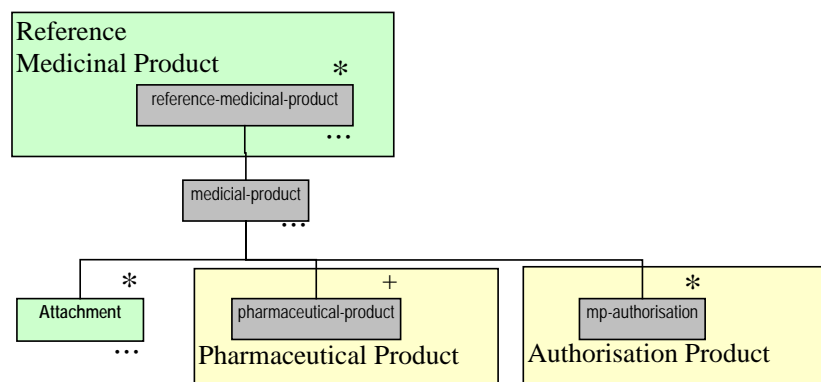 Reference
Medicinal Product
*
reference-medicinal-product
...
medicial-product
...
*
+
*
Attachment
pharmaceutical-product
mp-authorisation
...
Pharmaceutical Product
Authorisation Product